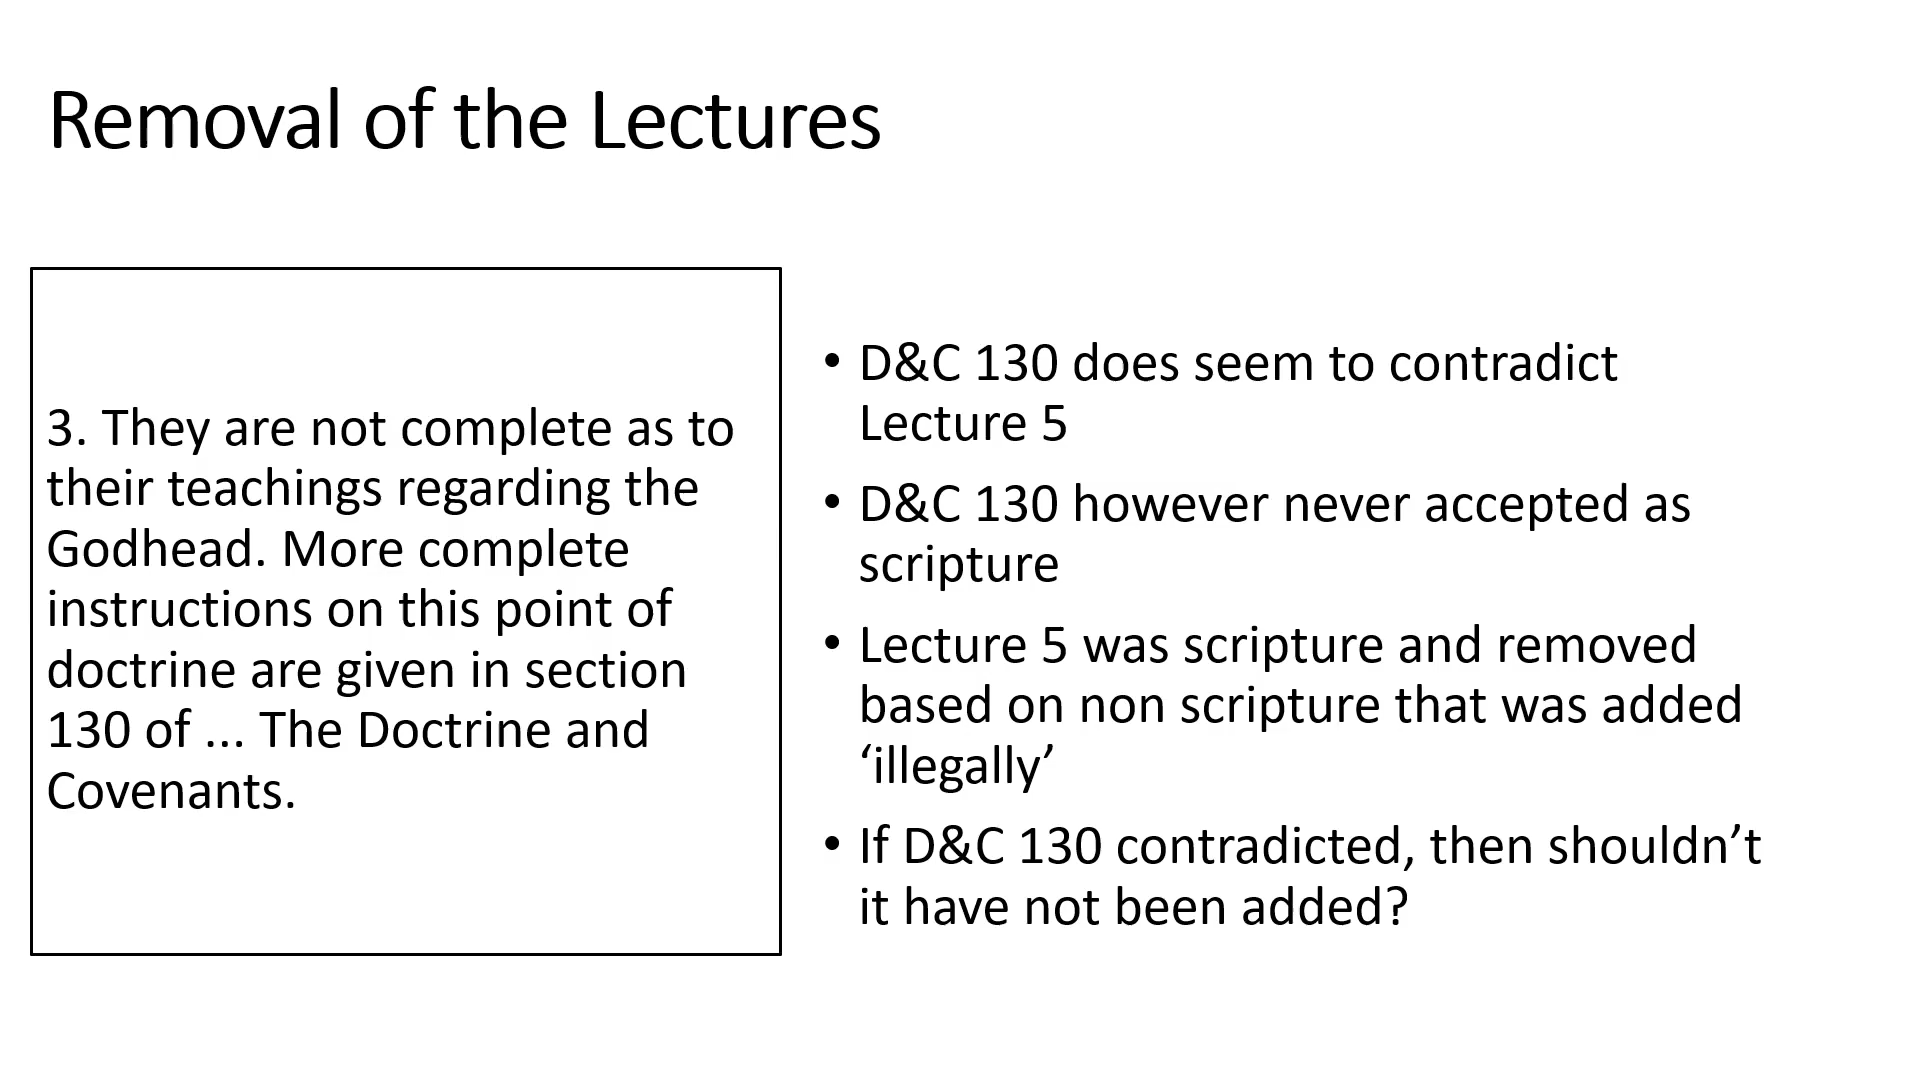 Removal of the Lectures
3. They are not complete as to
their teachings regarding the
Godhead. More complete
instructions on this point of
doctrine are given in section
130 of ... The Doctrine and
Covenants.
• D&C 130 does seem to contradict
Lecture 5
• D&C 130 however never accepted as
scripture
• Lecture 5 was scripture and removed
based on non scripture that was added
‘illegally’
• If D&C 130 contradicted, then shouldn’t
it have not been added?